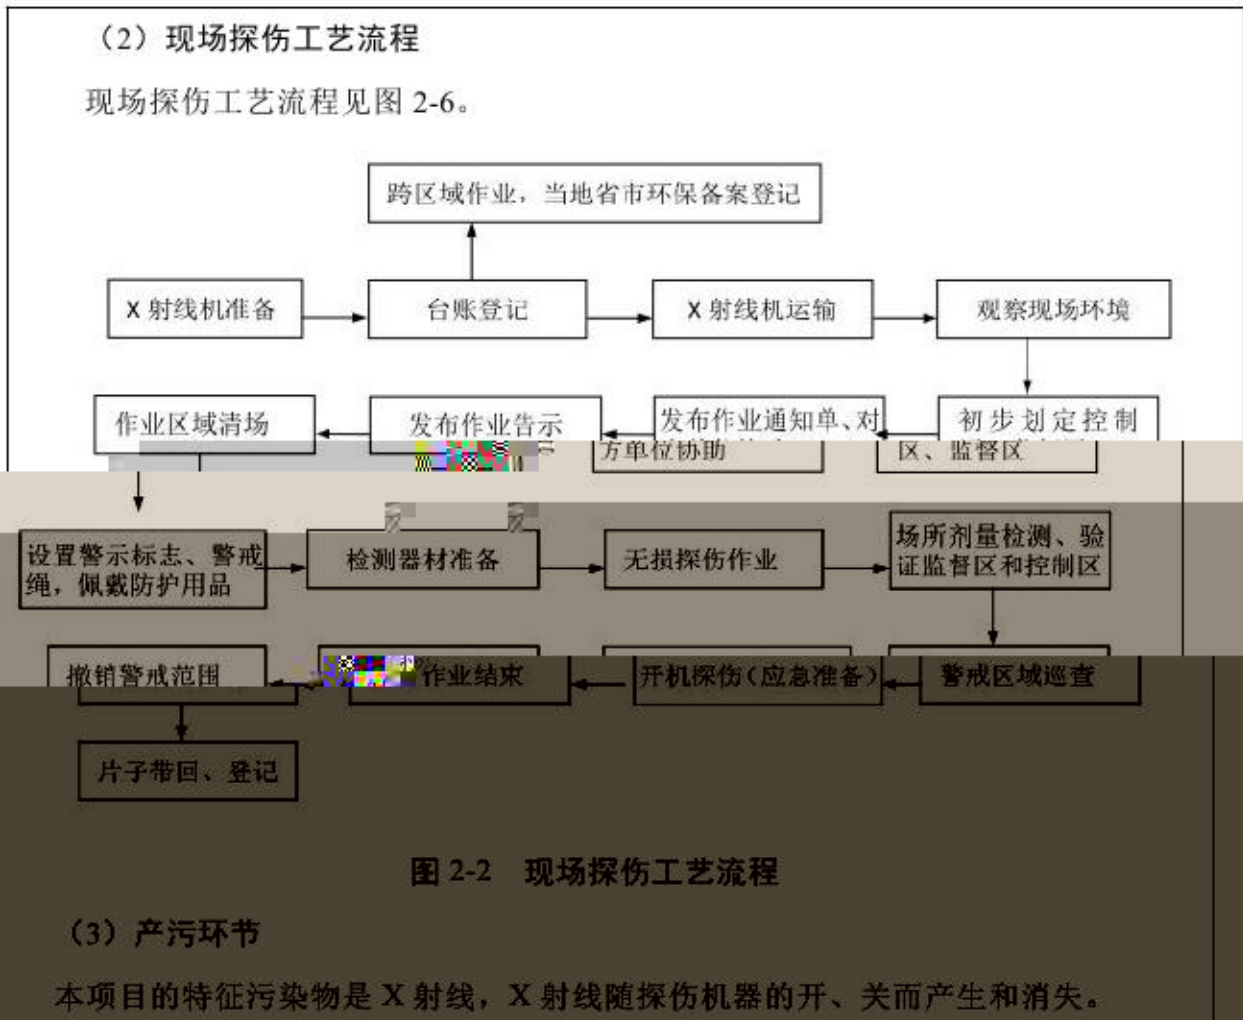 （2）现场探伤工艺流程
现场探伤工艺流程见图 2-6。
跨区域作业，当地省市环保备案登记
X 射线机准备
台账登记
X 射线机运输
观察现场环境
作业区域清场
发布作业告示
发布作业通知单、对
方单位协助
初步划定控制
区、监督区
设置警示标志、警戒
绳，佩戴防护用品
检测器材准备
无损探伤作业
场所剂量检测、验
证监督区和控制区
撤销警戒范围
作业结束
开机探伤（应急准备）
警戒区域巡查
片子带回、登记
图 2-2 现场探伤工艺流程
（3）产污环节
本项目的特征污染物是 X 射线，X 射线随探伤机器的开、关而产生和消失。